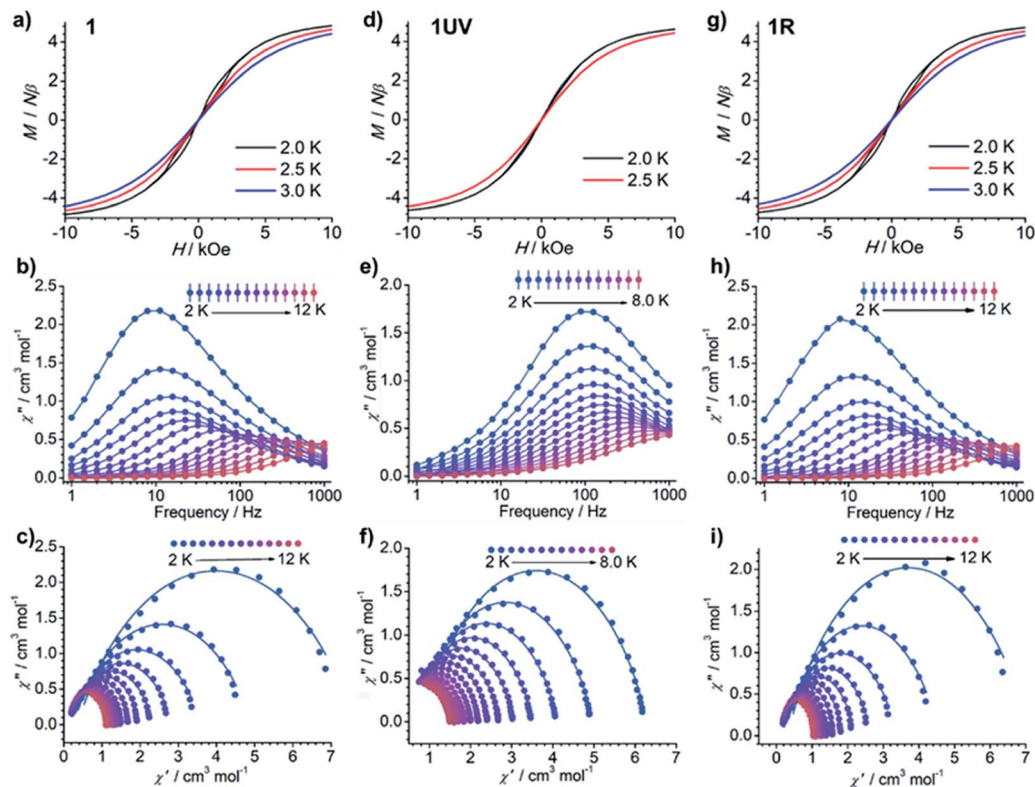 a) 1
M / Nβ
4
2
0
-2
-4
2.0 K
2.5 K
3.0 K
-10 -5 0 5 10
H / kOe
d) 1UV
M / Nβ
4
2
0
-2
-4
2.0 K
2.5 K
-10 -5 0 5 10
H / kOe
g) 1R
M / Nβ
4
2
0
-2
-4
2.0 K
2.5 K
3.0 K
-10 -5 0 5 10
H / kOe
b)
χ" / cm³ mol⁻¹
2.5
2.0
1.5
1.0
0.5
0.0
2 K 12 K
1 10 100 1000
Frequency / Hz
e)
χ" / cm³ mol⁻¹
2.0
1.5
1.0
0.5
0.0
2 K 8.0 K
1 10 100 1000
Frequency / Hz
h)
χ" / cm³ mol⁻¹
2.5
2.0
1.5
1.0
0.5
0.0
2 K 12 K
1 10 100 1000
Frequency / Hz
c)
χ" / cm³ mol⁻¹
2.5
2.0
1.5
1.0
0.5
0.0
2 K 12 K
0 1 2 3 4 5 6 7
χ' / cm³ mol⁻¹
f)
χ" / cm³ mol⁻¹
2.0
1.5
1.0
0.5
0.0
2 K 8.0 K
1 2 3 4 5 6 7
χ' / cm³ mol⁻¹
i)
χ" / cm³ mol⁻¹
2.0
1.5
1.0
0.5
0.0
2 K 12 K
0 1 2 3 4 5 6 7
χ' / cm³ mol⁻¹